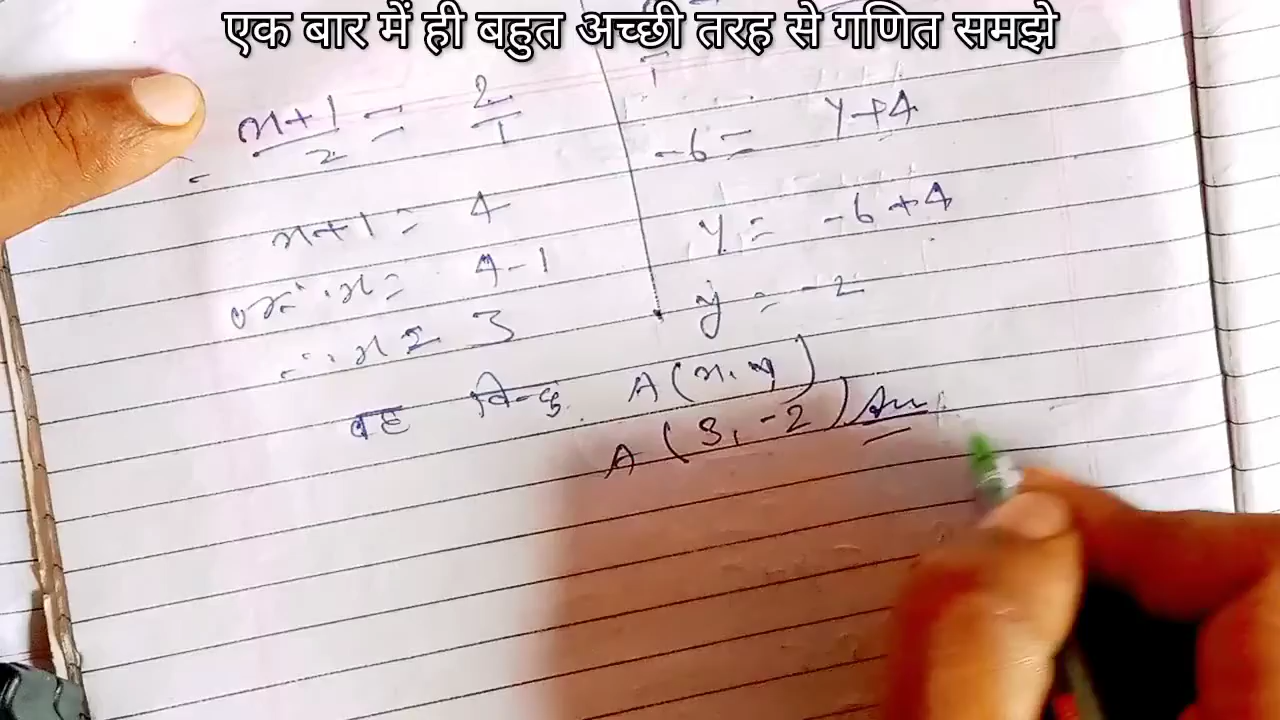 एक बार में ही बहुत अच्छी तरह से गणित समझे
x+1/2 = 2/1
x+1 = 4
x = 4-1
∴ x = 3
-6 = y+4
y = -6+4
y = -2
वह बिन्दु A(x, y)
A(3, -2) Ans